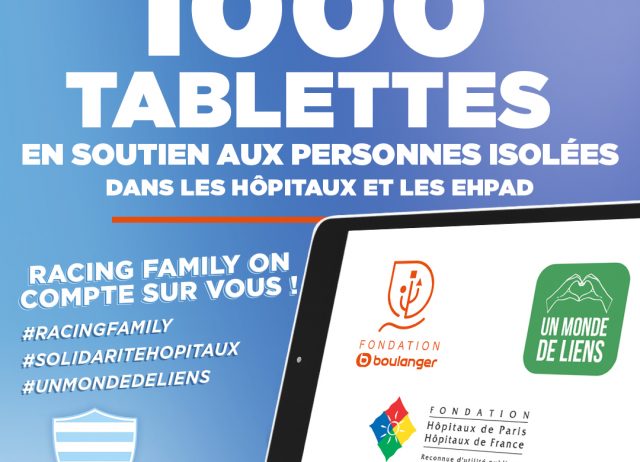 1000
TABLETTES
EN SOUTIEN AUX PERSONNES ISOLÉES
DANS LES HÔPITAUX ET LES EHPAD
RACING FAMILY ON
COMPTE SUR VOUS !
#RACINGFAMILY
#SOLIDARITEHOPITAUX
#UNMONDEDELIENS
FONDATION
boulanger
UN MONDE
DE LIENS
FONDATION
Hôpitaux de Paris
Hôpitaux de France
Reconnue d'utilité